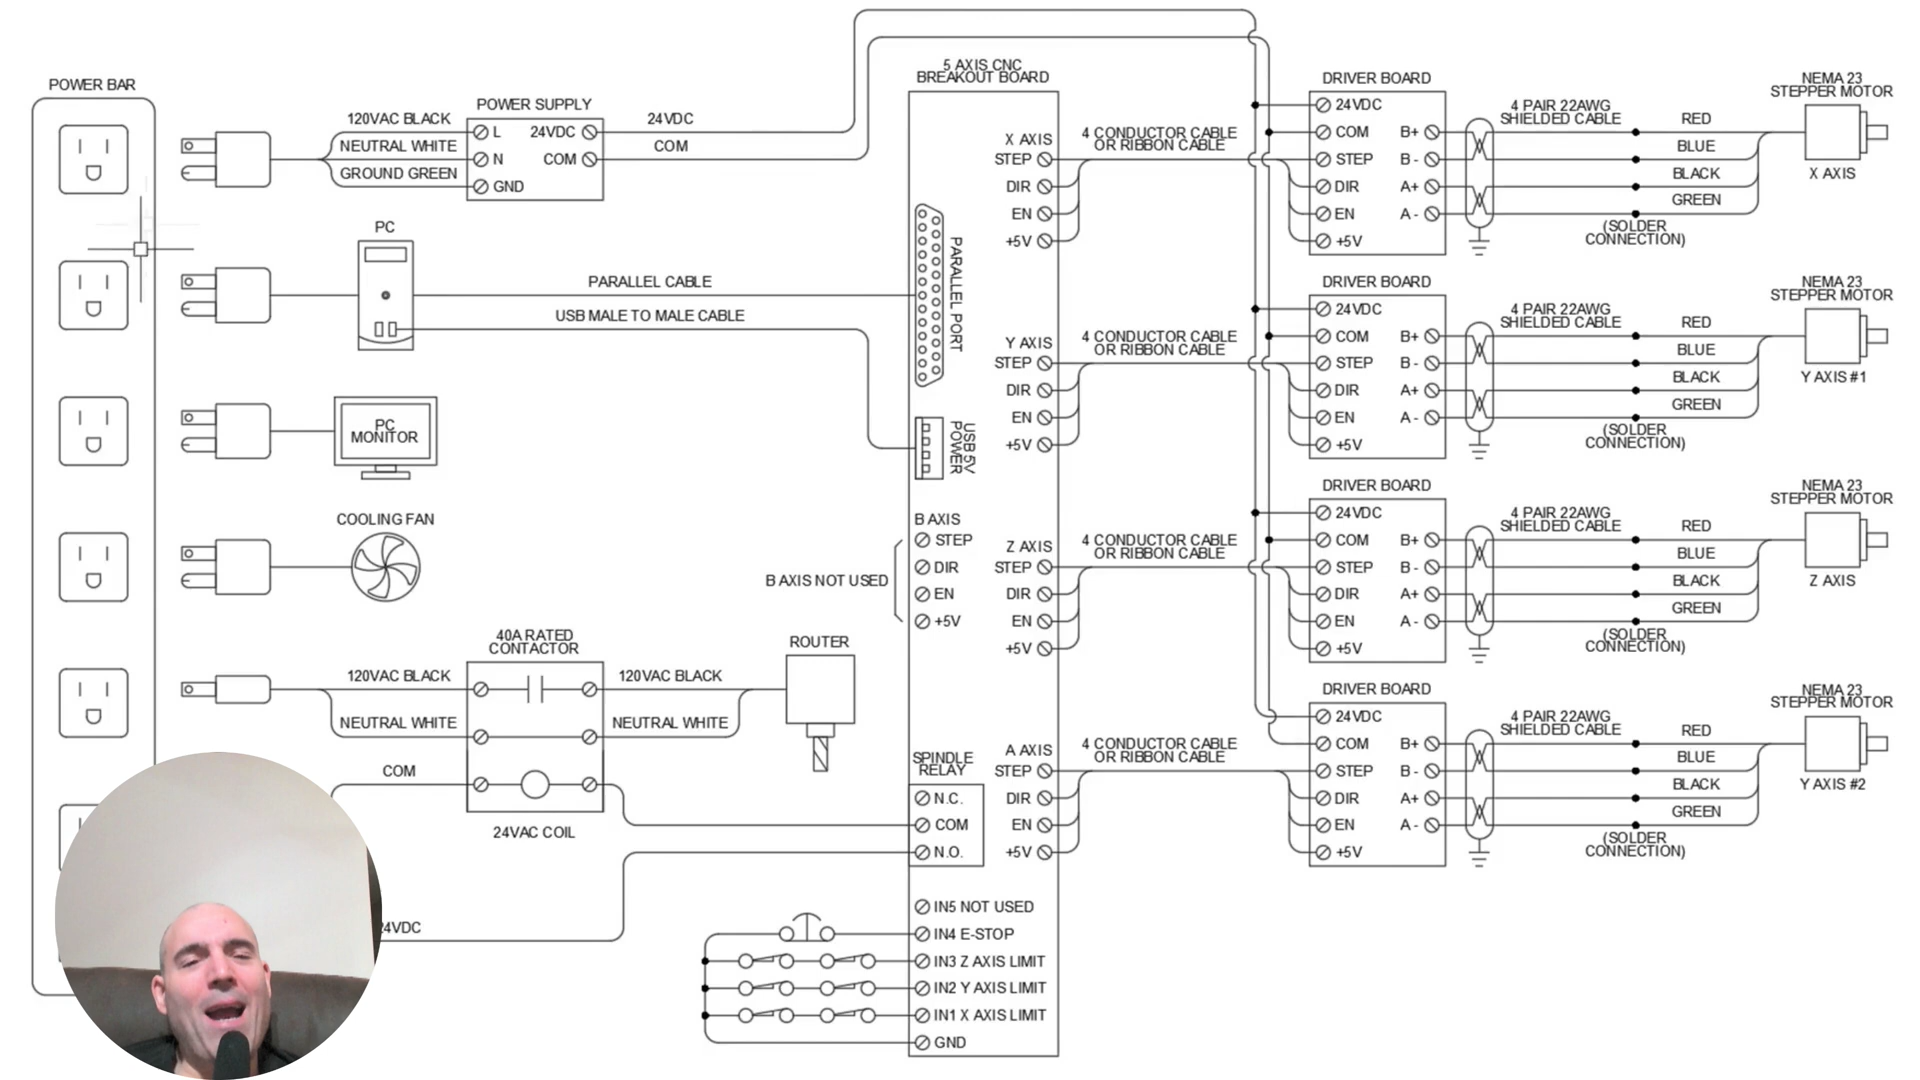 POWER BAR
120VAC BLACK
NEUTRAL WHITE
GROUND GREEN
POWER SUPPLY
L
N
GND
24VDC
COM
24VDC
COM
PC
PARALLEL CABLE
USB MALE TO MALE CABLE
PC
MONITOR
COOLING FAN
40A RATED
CONTACTOR
120VAC BLACK
NEUTRAL WHITE
COM
120VAC BLACK
NEUTRAL WHITE
24VAC COIL
ROUTER
24VDC
5 AXIS CNC
BREAKOUT BOARD
PARALLEL PORT
USB 5V
POWER
B AXIS
STEP
DIR
EN
+5V
B AXIS NOT USED
SPINDLE
RELAY
N.C.
COM
N.O.
IN5 NOT USED
IN4 E-STOP
IN3 Z AXIS LIMIT
IN2 Y AXIS LIMIT
IN1 X AXIS LIMIT
GND
X AXIS
STEP
DIR
EN
+5V
4 CONDUCTOR CABLE
OR RIBBON CABLE
Y AXIS
STEP
DIR
EN
+5V
4 CONDUCTOR CABLE
OR RIBBON CABLE
Z AXIS
STEP
DIR
EN
+5V
4 CONDUCTOR CABLE
OR RIBBON CABLE
A AXIS
STEP
DIR
EN
+5V
4 CONDUCTOR CABLE
OR RIBBON CABLE
DRIVER BOARD
24VDC
COM
STEP
DIR
EN
+5V
B+
B -
A+
A -
4 PAIR 22AWG
SHIELDED CABLE
RED
BLUE
BLACK
GREEN
(SOLDER
CONNECTION)
NEMA 23
STEPPER MOTOR
X AXIS
DRIVER BOARD
24VDC
COM
STEP
DIR
EN
+5V
B+
B -
A+
A -
4 PAIR 22AWG
SHIELDED CABLE
RED
BLUE
BLACK
GREEN
(SOLDER
CONNECTION)
NEMA 23
STEPPER MOTOR
Y AXIS #1
DRIVER BOARD
24VDC
COM
STEP
DIR
EN
+5V
B+
B -
A+
A -
4 PAIR 22AWG
SHIELDED CABLE
RED
BLUE
BLACK
GREEN
(SOLDER
CONNECTION)
NEMA 23
STEPPER MOTOR
Z AXIS
DRIVER BOARD
24VDC
COM
STEP
DIR
EN
+5V
B+
B -
A+
A -
4 PAIR 22AWG
SHIELDED CABLE
RED
BLUE
BLACK
GREEN
(SOLDER
CONNECTION)
NEMA 23
STEPPER MOTOR
Y AXIS #2